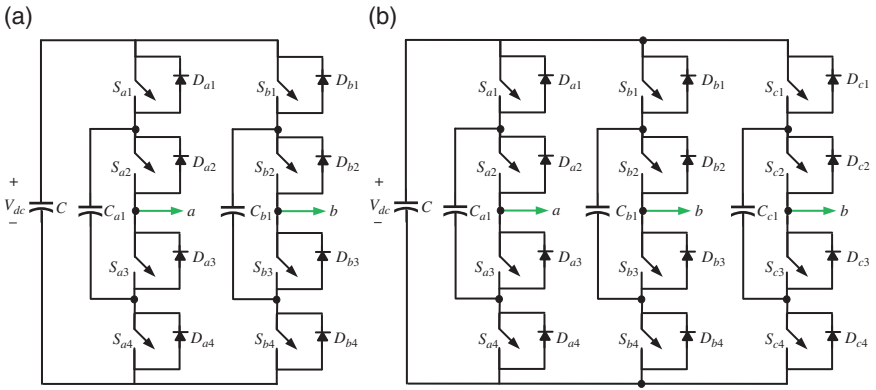 (a)
S_a1 D_a1 S_b1 D_b1
S_a2 D_a2 S_b2 D_b2
+
V_dc C C_a1 a C_b1 b
−
S_a3 D_a3 S_b3 D_b3
S_a4 D_a4 S_b4 D_b4
(b)
S_a1 D_a1 S_b1 D_b1 S_c1 D_c1
S_a2 D_a2 S_b2 D_b2 S_c2 D_c2
+
V_dc C C_a1 a C_b1 b C_c1 b
−
S_a3 D_a3 S_b3 D_b3 S_c3 D_c3
S_a4 D_a4 S_b4 D_b4 S_c4 D_c4